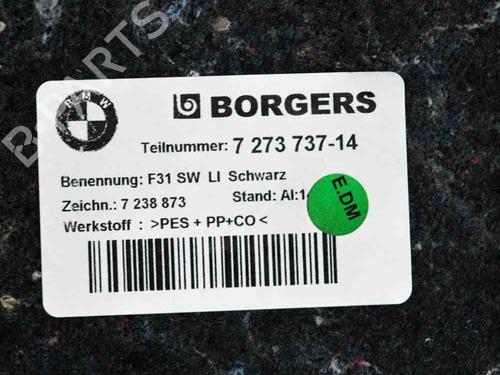 B-PARTS
BMW
BORGERS
Teilnummer: 7 273 737-14
Benennung: F31 SW LI Schwarz
Zeichn.: 7 238 873 Stand: AI:1
E.DM
Werkstoff : >PES + PP+CO<